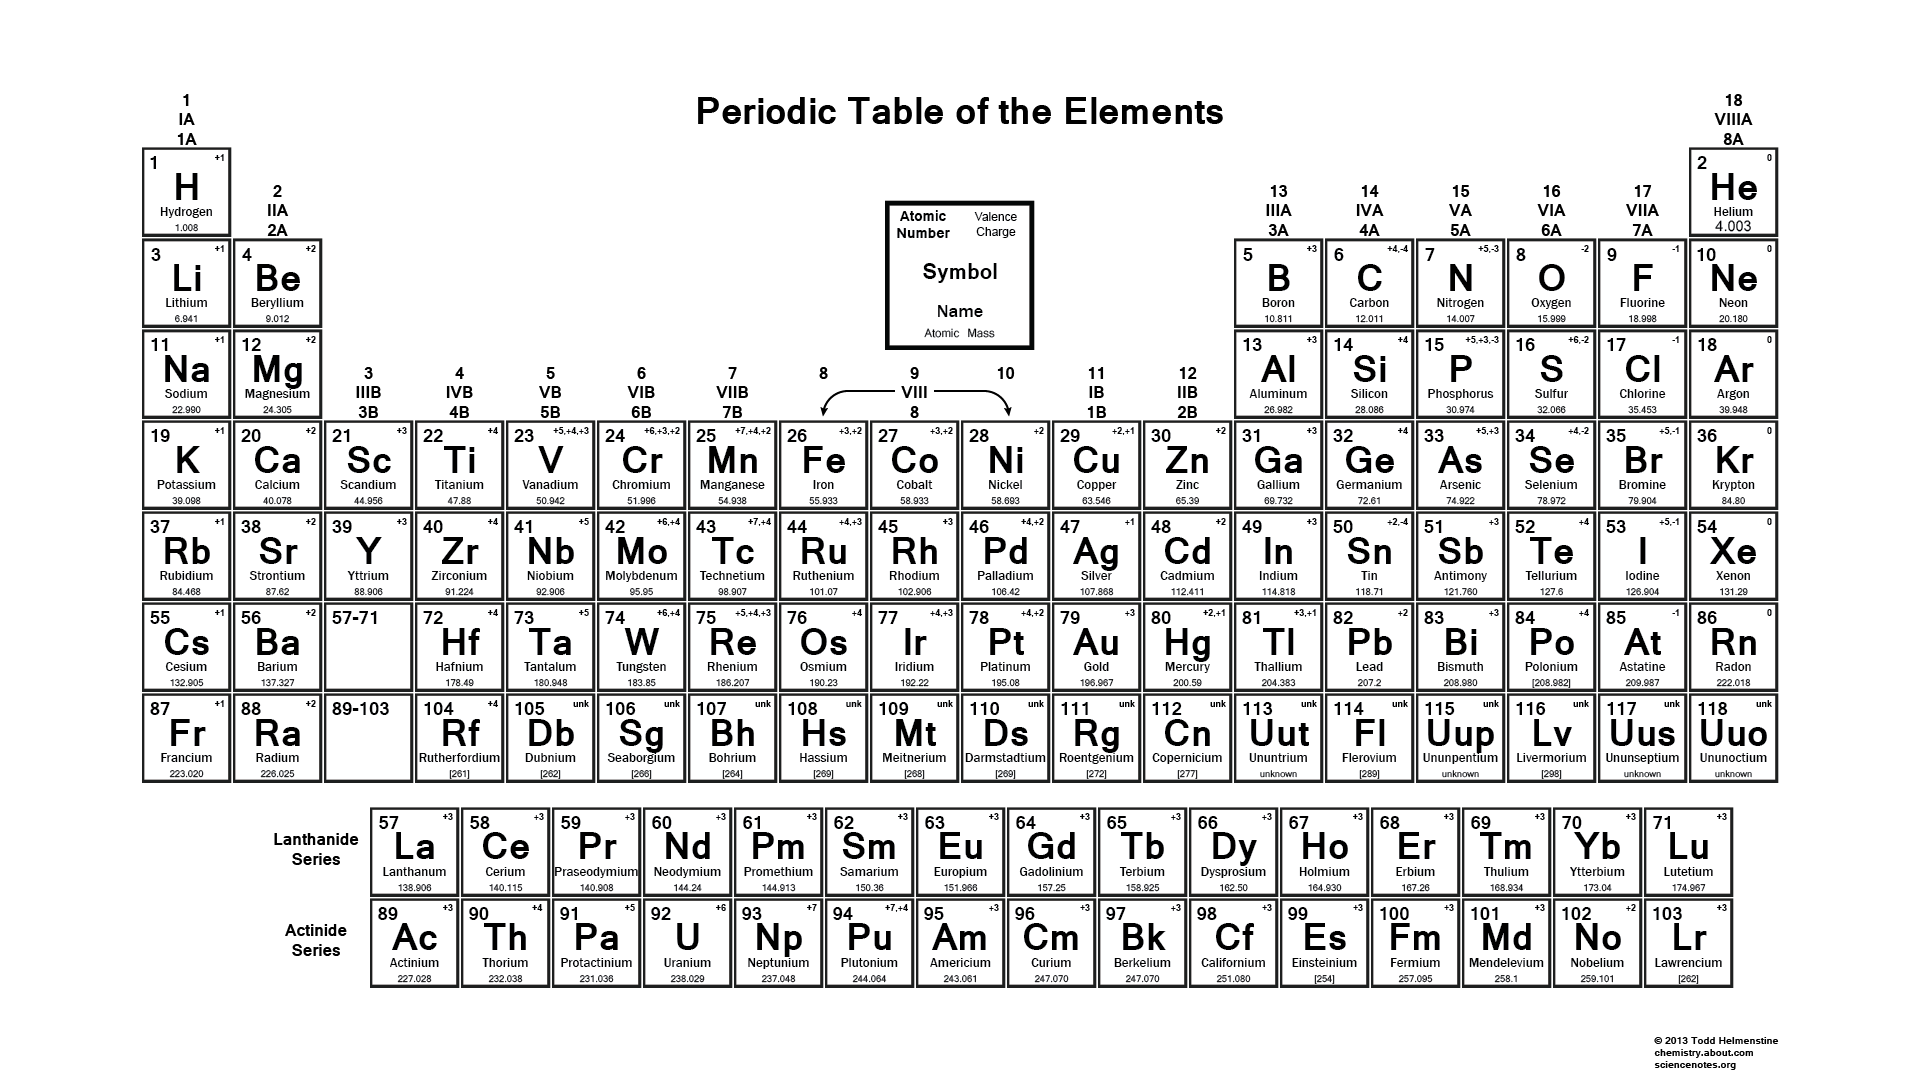 Periodic Table of the Elements
1
IA
1A
18
VIIIA
8A
1 +1
H
Hydrogen
1.008
2 0
He
Helium
4.003
2
IIA
2A
13
IIIA
3A
14
IVA
4A
15
VA
5A
16
VIA
6A
17
VIIA
7A
Atomic Number
Valence Charge
Symbol
Name
Atomic Mass
3 +1
Li
Lithium
6.941
4 +2
Be
Beryllium
9.012
5 +3
B
Boron
10.811
6 +4,-4
C
Carbon
12.011
7 +5,-3
N
Nitrogen
14.007
8 -2
O
Oxygen
15.999
9 -1
F
Fluorine
18.998
10 0
Ne
Neon
20.180
11 +1
Na
Sodium
22.990
12 +2
Mg
Magnesium
24.305
13 +3
Al
Aluminum
26.982
14 +4
Si
Silicon
28.086
15 +5,+3,-3
P
Phosphorus
30.974
16 +6,-2
S
Sulfur
32.066
17 -1
Cl
Chlorine
35.453
18 0
Ar
Argon
39.948
3
IIIB
3B
4
IVB
4B
5
VB
5B
6
VIB
6B
7
VIIB
7B
8 9 10
VIII
8
11
IB
1B
12
IIB
2B
19 +1
K
Potassium
39.098
20 +2
Ca
Calcium
40.078
21 +3
Sc
Scandium
44.956
22 +4
Ti
Titanium
47.88
23 +5,+4,+3
V
Vanadium
50.942
24 +6,+3,+2
Cr
Chromium
51.996
25 +7,+4,+2
Mn
Manganese
54.938
26 +3,+2
Fe
Iron
55.933
27 +3,+2
Co
Cobalt
58.933
28 +2
Ni
Nickel
58.693
29 +2,+1
Cu
Copper
63.546
30 +2
Zn
Zinc
65.39
31 +3
Ga
Gallium
69.732
32 +4
Ge
Germanium
72.61
33 +5,+3
As
Arsenic
74.922
34 +4,-2
Se
Selenium
78.972
35 +5,-1
Br
Bromine
79.904
36 0
Kr
Krypton
84.80
37 +1
Rb
Rubidium
84.468
38 +2
Sr
Strontium
87.62
39 +3
Y
Yttrium
88.906
40 +4
Zr
Zirconium
91.224
41 +5
Nb
Niobium
92.906
42 +6,+4
Mo
Molybdenum
95.95
43 +7,+4
Tc
Technetium
98.907
44 +4,+3
Ru
Ruthenium
101.07
45 +3
Rh
Rhodium
102.906
46 +4,+2
Pd
Palladium
106.42
47 +1
Ag
Silver
107.868
48 +2
Cd
Cadmium
112.411
49 +3
In
Indium
114.818
50 +2,-4
Sn
Tin
118.71
51 +3
Sb
Antimony
121.760
52 +4
Te
Tellurium
127.6
53 +5,-1
I
Iodine
126.904
54 0
Xe
Xenon
131.29
55 +1
Cs
Cesium
132.905
56 +2
Ba
Barium
137.327
57-71
72 +4
Hf
Hafnium
178.49
73 +5
Ta
Tantalum
180.948
74 +6,+4
W
Tungsten
183.85
75 +5,+4,+3
Re
Rhenium
186.207
76 +4
Os
Osmium
190.23
77 +4,+3
Ir
Iridium
192.22
78 +4,+2
Pt
Platinum
195.08
79 +3
Au
Gold
196.967
80 +2,+1
Hg
Mercury
200.59
81 +3,+1
Tl
Thallium
204.383
82 +2
Pb
Lead
207.2
83 +3
Bi
Bismuth
208.980
84 +4
Po
Polonium
[208.982]
85 -1
At
Astatine
209.987
86 0
Rn
Radon
222.018
87 +1
Fr
Francium
223.020
88 +2
Ra
Radium
226.025
89-103
104 +4
Rf
Rutherfordium
[261]
105 unk
Db
Dubnium
[262]
106 unk
Sg
Seaborgium
[266]
107 unk
Bh
Bohrium
[264]
108 unk
Hs
Hassium
[269]
109 unk
Mt
Meitnerium
[268]
110 unk
Ds
Darmstadtium
[269]
111 unk
Rg
Roentgenium
[272]
112 unk
Cn
Copernicium
[277]
113 unk
Uut
Ununtrium
unknown
114 unk
Fl
Flerovium
[289]
115 unk
Uup
Ununpentium
unknown
116 unk
Lv
Livermorium
[298]
117 unk
Uus
Ununseptium
unknown
118 unk
Uuo
Ununoctium
unknown
Lanthanide
Series
57 +3
La
Lanthanum
138.906
58 +3
Ce
Cerium
140.115
59 +3
Pr
Praseodymium
140.908
60 +3
Nd
Neodymium
144.24
61 +3
Pm
Promethium
144.913
62 +3
Sm
Samarium
150.36
63 +3
Eu
Europium
151.966
64 +3
Gd
Gadolinium
157.25
65 +3
Tb
Terbium
158.925
66 +3
Dy
Dysprosium
162.50
67 +3
Ho
Holmium
164.930
68 +3
Er
Erbium
167.26
69 +3
Tm
Thulium
168.934
70 +3
Yb
Ytterbium
173.04
71 +3
Lu
Lutetium
174.967
Actinide
Series
89 +3
Ac
Actinium
227.028
90 +4
Th
Thorium
232.038
91 +5
Pa
Protactinium
231.036
92 +6
U
Uranium
238.029
93 +7
Np
Neptunium
237.048
94 +7,+4
Pu
Plutonium
244.064
95 +3
Am
Americium
243.061
96 +3
Cm
Curium
247.070
97 +3
Bk
Berkelium
247.070
98 +3
Cf
Californium
251.080
99 +3
Es
Einsteinium
[254]
100 +3
Fm
Fermium
257.095
101 +3
Md
Mendelevium
258.1
102 +2
No
Nobelium
259.101
103 +3
Lr
Lawrencium
[262]
© 2013 Todd Helmenstine
chemistry.about.com
sciencenotes.org